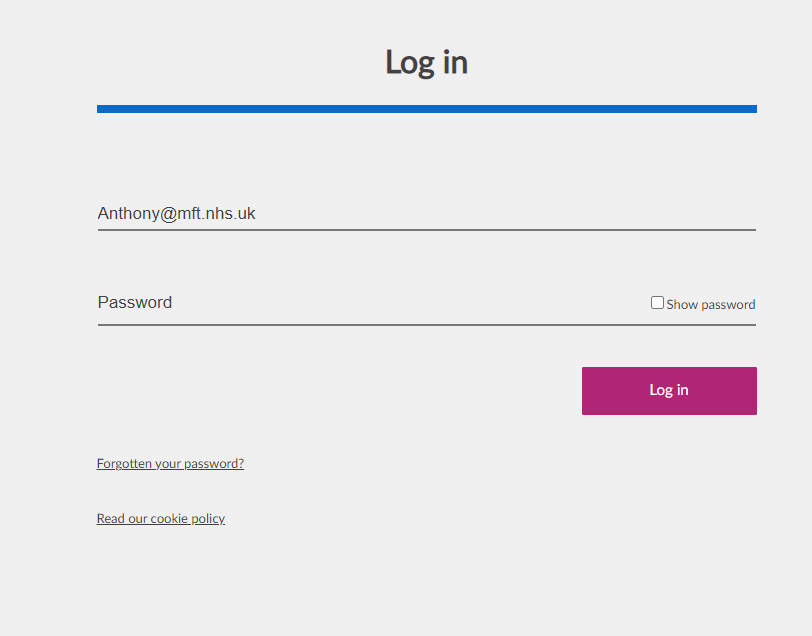 Log in
Anthony@mft.nhs.uk
Password
Show password
Log in
Forgotten your password?
Read our cookie policy